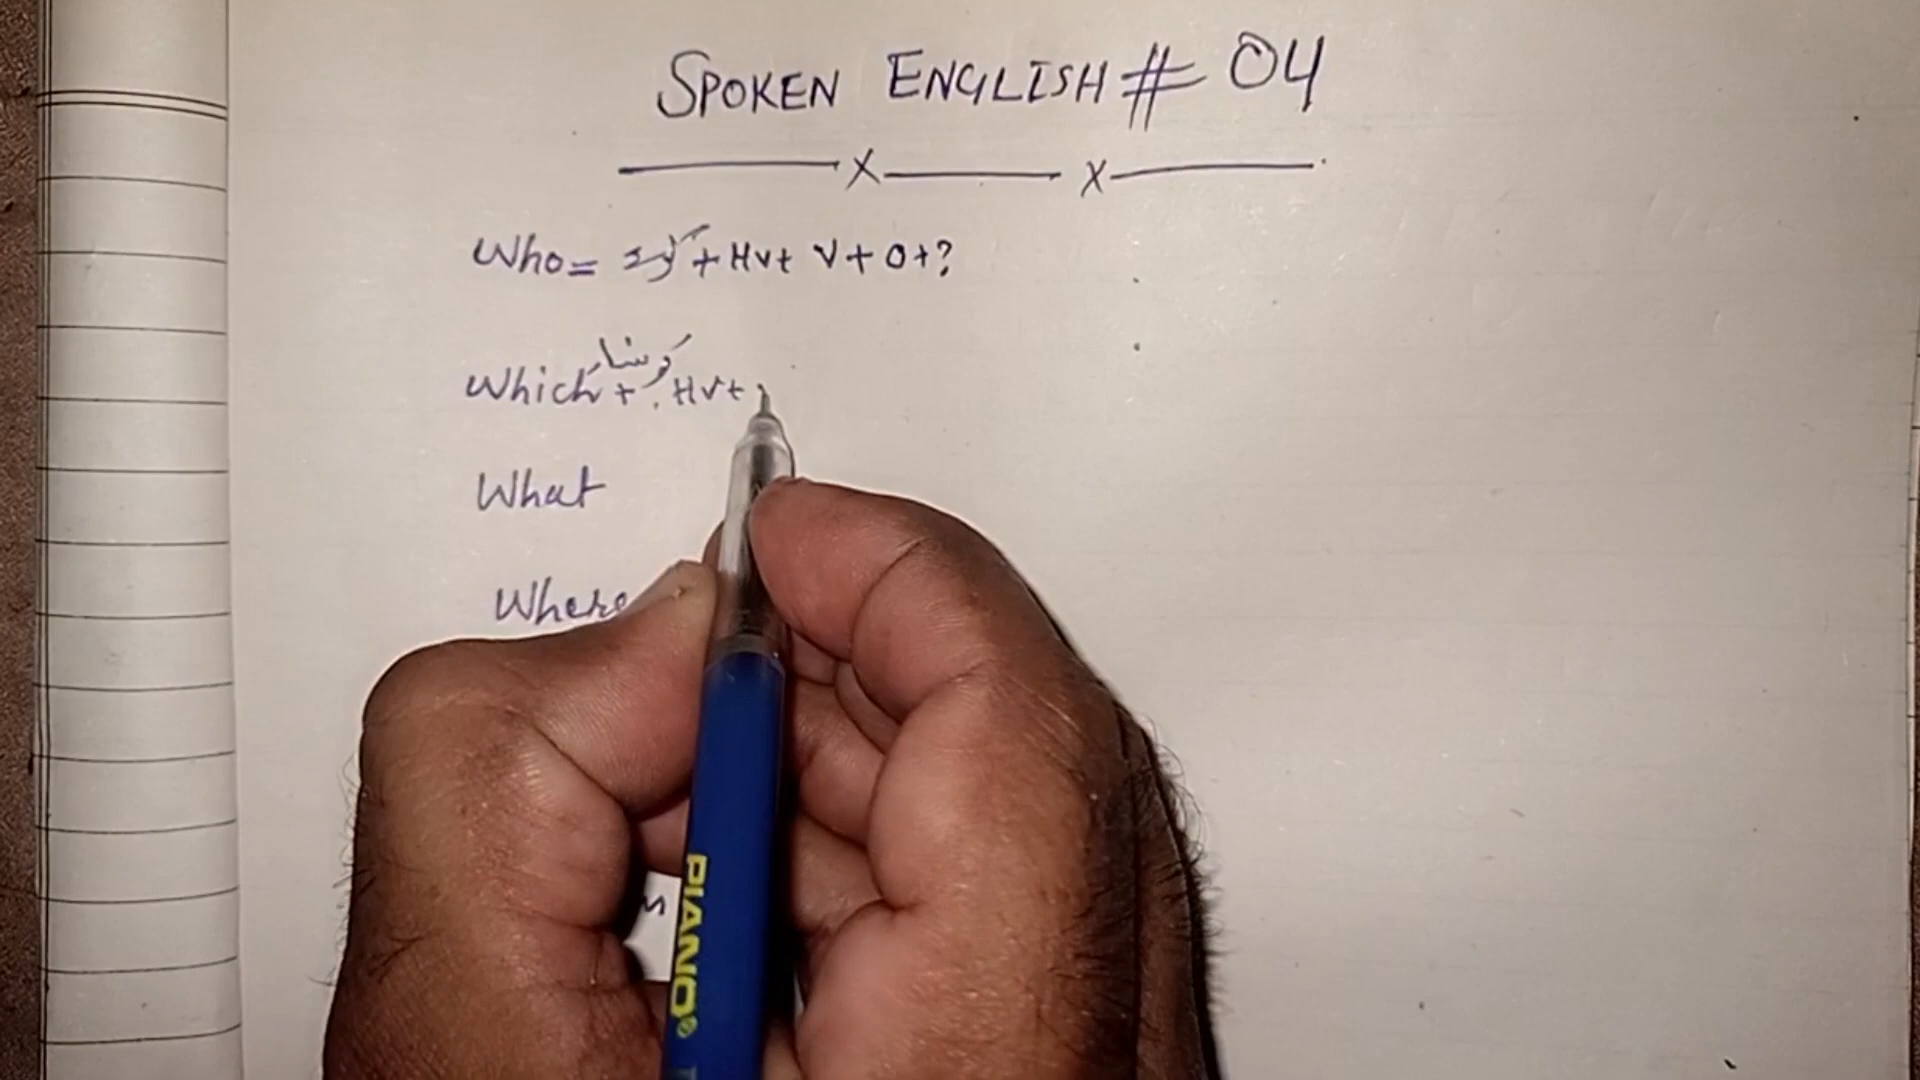 SPOKEN ENGLISH # 04
x x
Who = + Hv+ V + O + ?
کونسا
Which + Hv+
What
Where
PIANO®